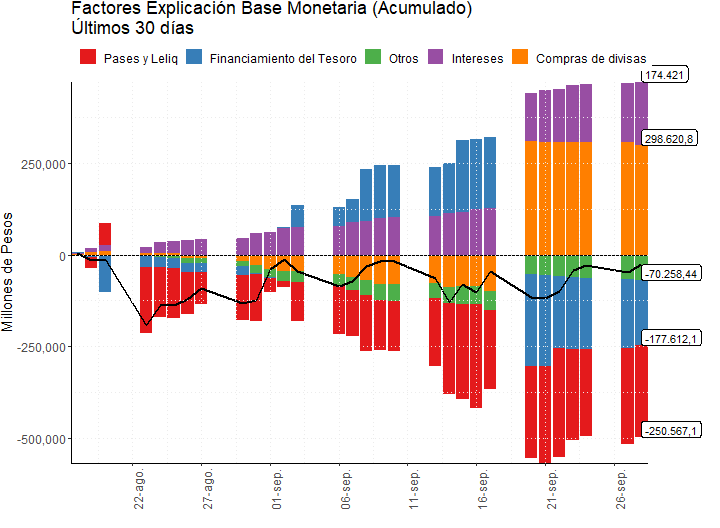 Factores Explicación Base Monetaria (Acumulado)
Últimos 30 días
Pases y Leliq Financiamiento del Tesoro Otros Intereses Compras de divisas
174.421
298.620,8
-70.258,44
-177.612,1
-250.567,1
Millones de Pesos
250,000
0
-250,000
-500,000
22-ago.
27-ago.
01-sep.
06-sep.
11-sep.
16-sep.
21-sep.
26-sep.